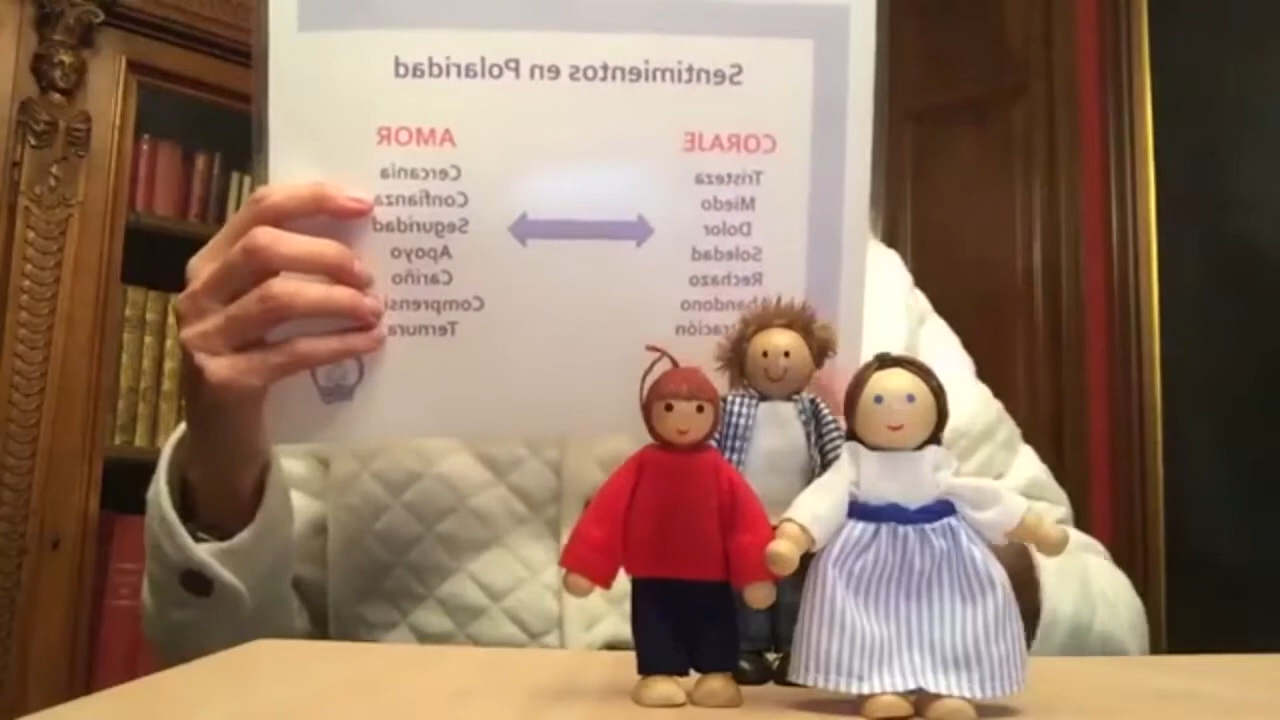 Sentimientos en Polaridad
CORAJE
Tristeza
Miedo
Dolor
Soledad
Rechazo
AMOR
Cercanía
Confianza
Seguridad
Apoyo
Cariño
Ternura